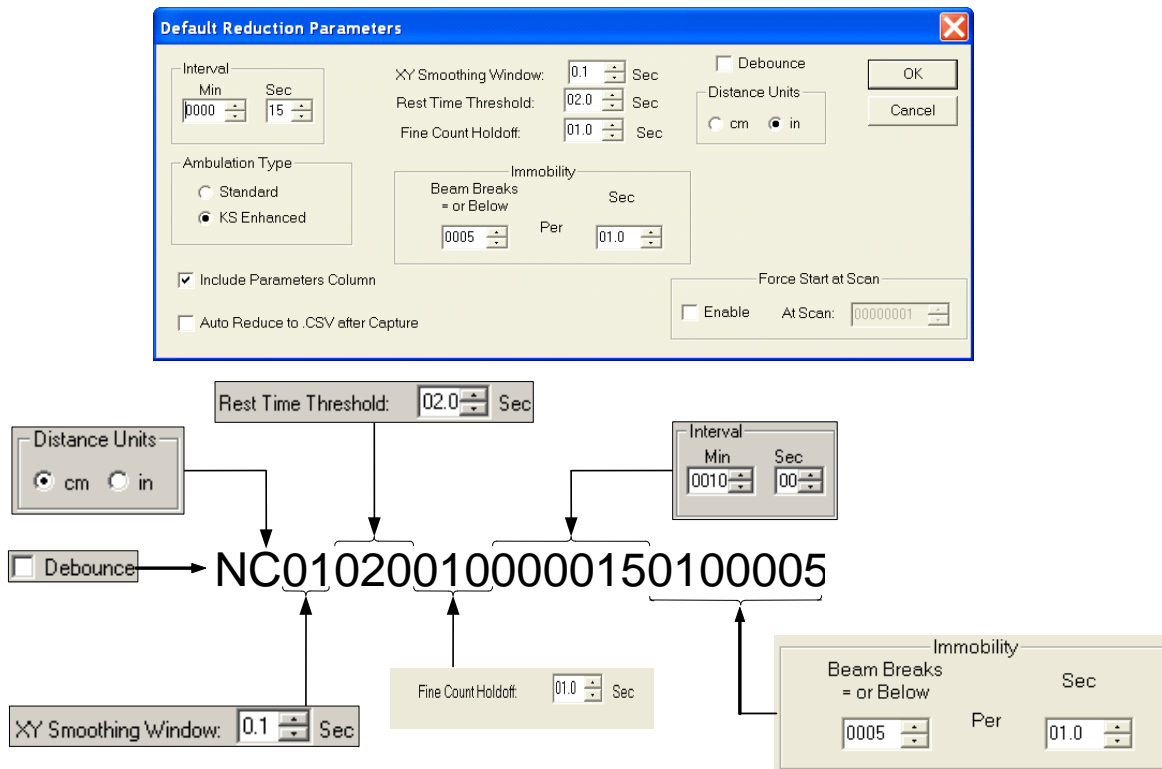 Default Reduction Parameters
Interval
Min Sec
0000 15
XY Smoothing Window: 0.1 Sec
Rest Time Threshold: 02.0 Sec
Fine Count Holdoff: 01.0 Sec
Debounce
Distance Units
cm in
OK
Cancel
Ambulation Type
Standard
KS Enhanced
Immobility
Beam Breaks
= or Below
Sec
0005 Per 01.0
Include Parameters Column
Auto Reduce to .CSV after Capture
Force Start at Scan
Enable At Scan: 00000001
Rest Time Threshold: 02.0 Sec
Distance Units
cm in
Interval
Min Sec
0010 00
Debounce
NC010200100000150100005
XY Smoothing Window: 0.1 Sec
Fine Count Holdoff: 01.0 Sec
Immobility
Beam Breaks
= or Below
Sec
0005 Per 01.0